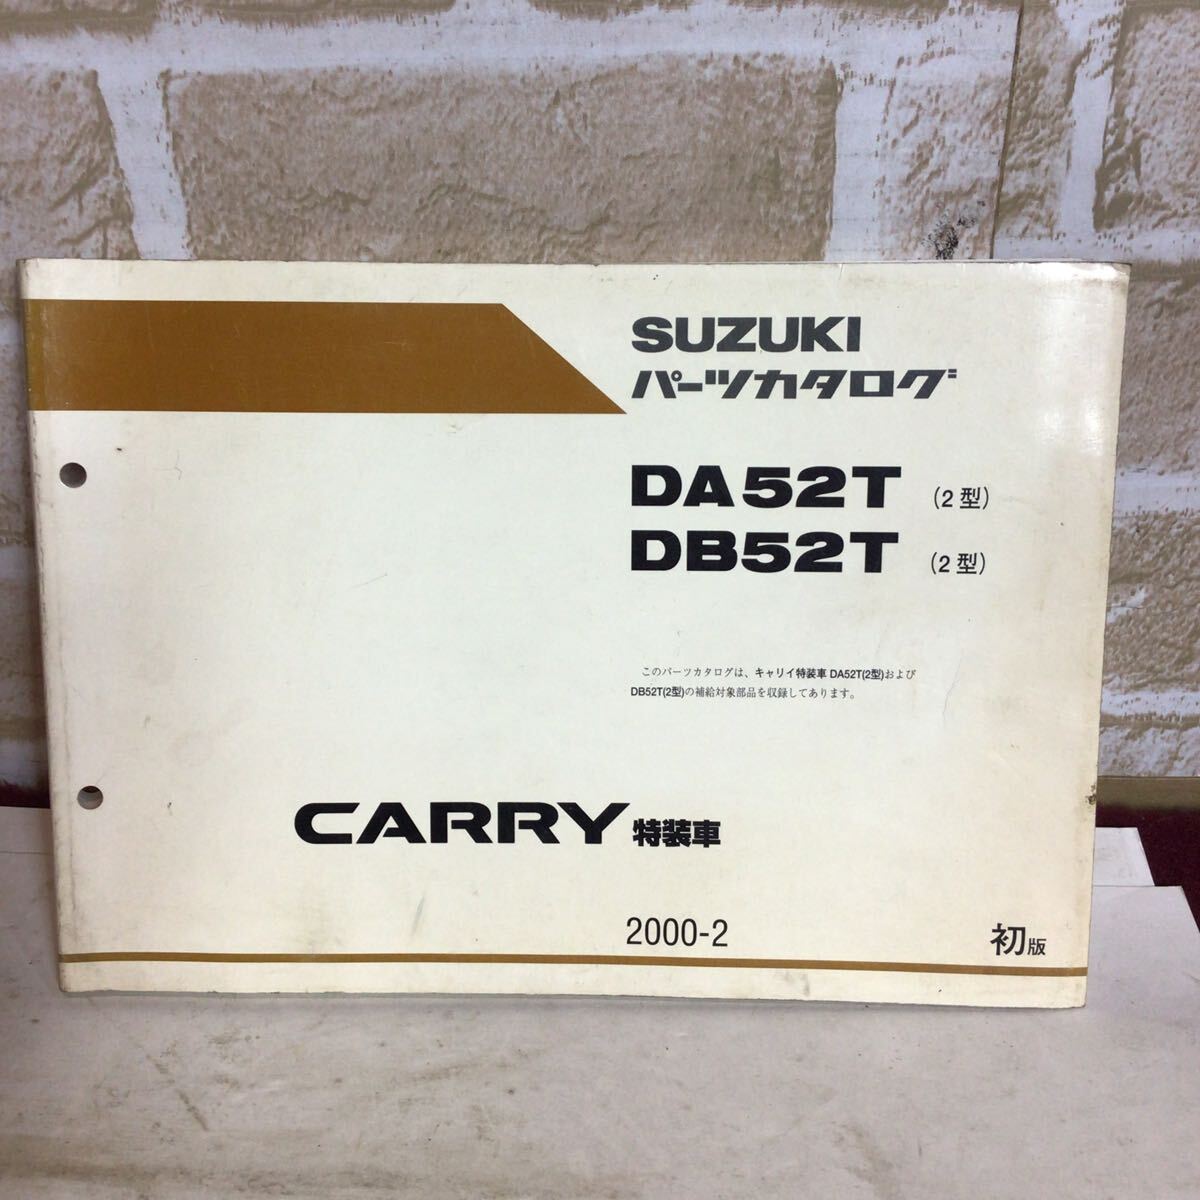 SUZUKI
パーツカタログ
DA52T (2型)
DB52T (2型)
このパーツカタログは、キャリイ特装車 DA52T(2型)および
DB52T(2型)の補給対象部品を収録してあります。
CARRY 特装車
2000-2
初版